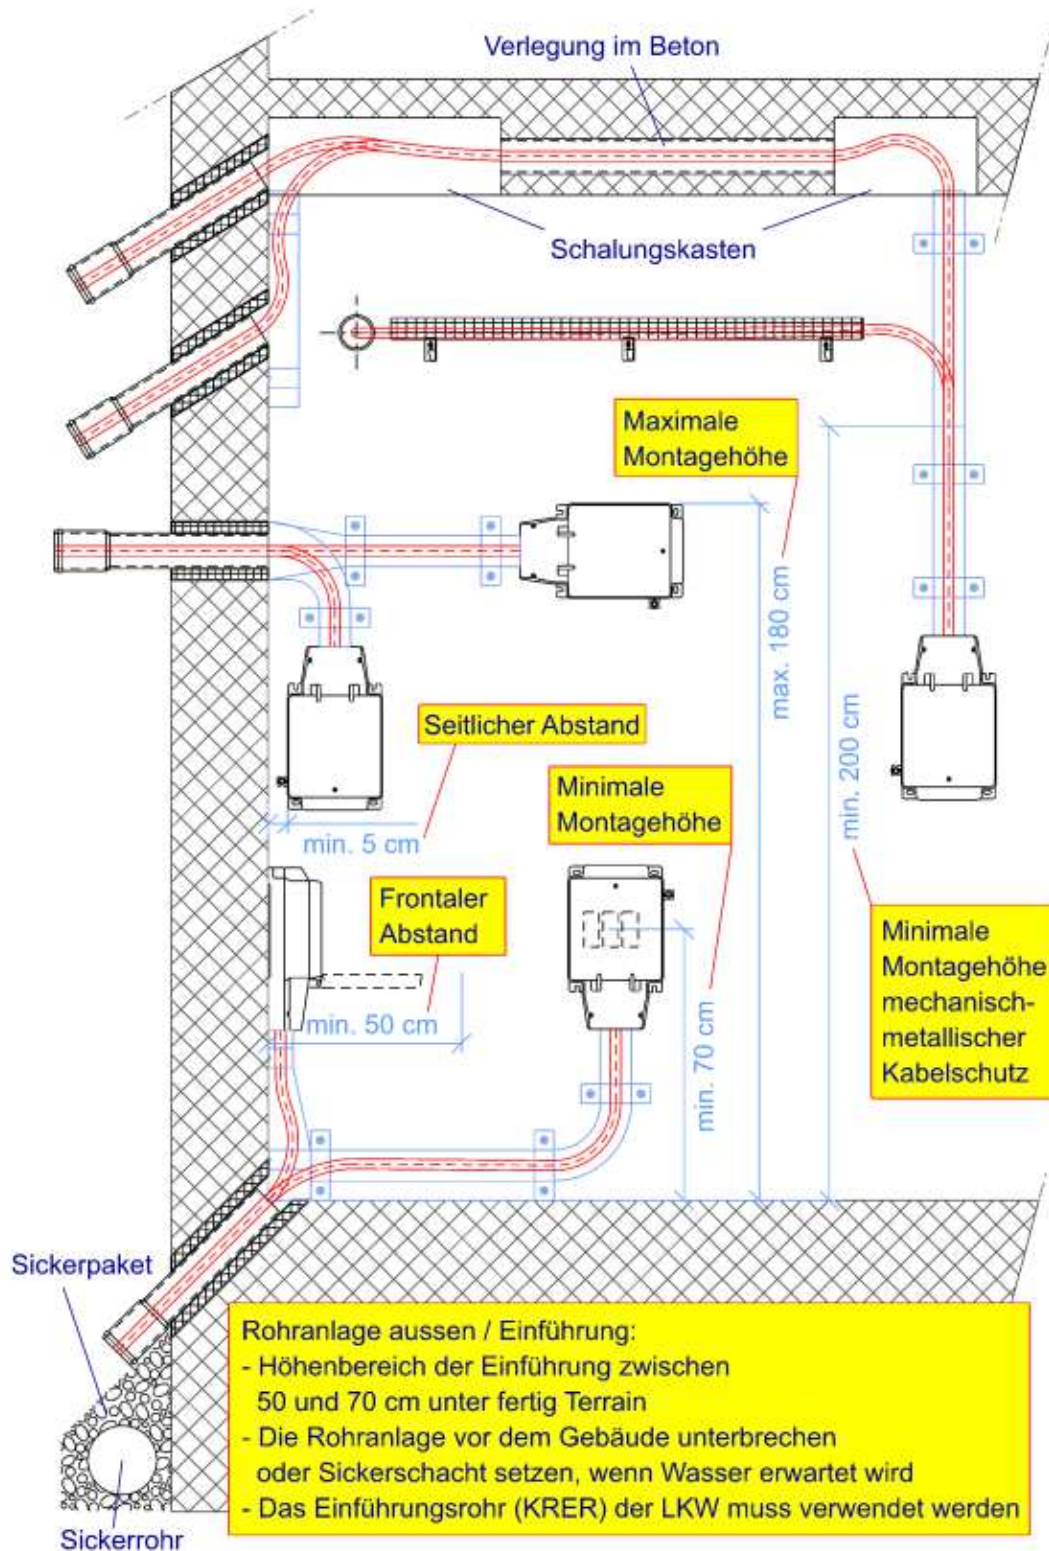 Verlegung im Beton
Schalungskasten
Maximale
Montagehöhe
max. 180 cm
min. 200 cm
Seitlicher Abstand
min. 5 cm
Minimale
Montagehöhe
Frontaler
Abstand
min. 50 cm
min. 70 cm
Minimale
Montagehöhe
mechanisch-
metallischer
Kabelschutz
Sickerpaket
Rohranlage aussen / Einführung:
- Höhenbereich der Einführung zwischen
50 und 70 cm unter fertig Terrain
- Die Rohranlage vor dem Gebäude unterbrechen
oder Sickerschacht setzen, wenn Wasser erwartet wird
- Das Einführungsrohr (KRER) der LKW muss verwendet werden
Sickerrohr